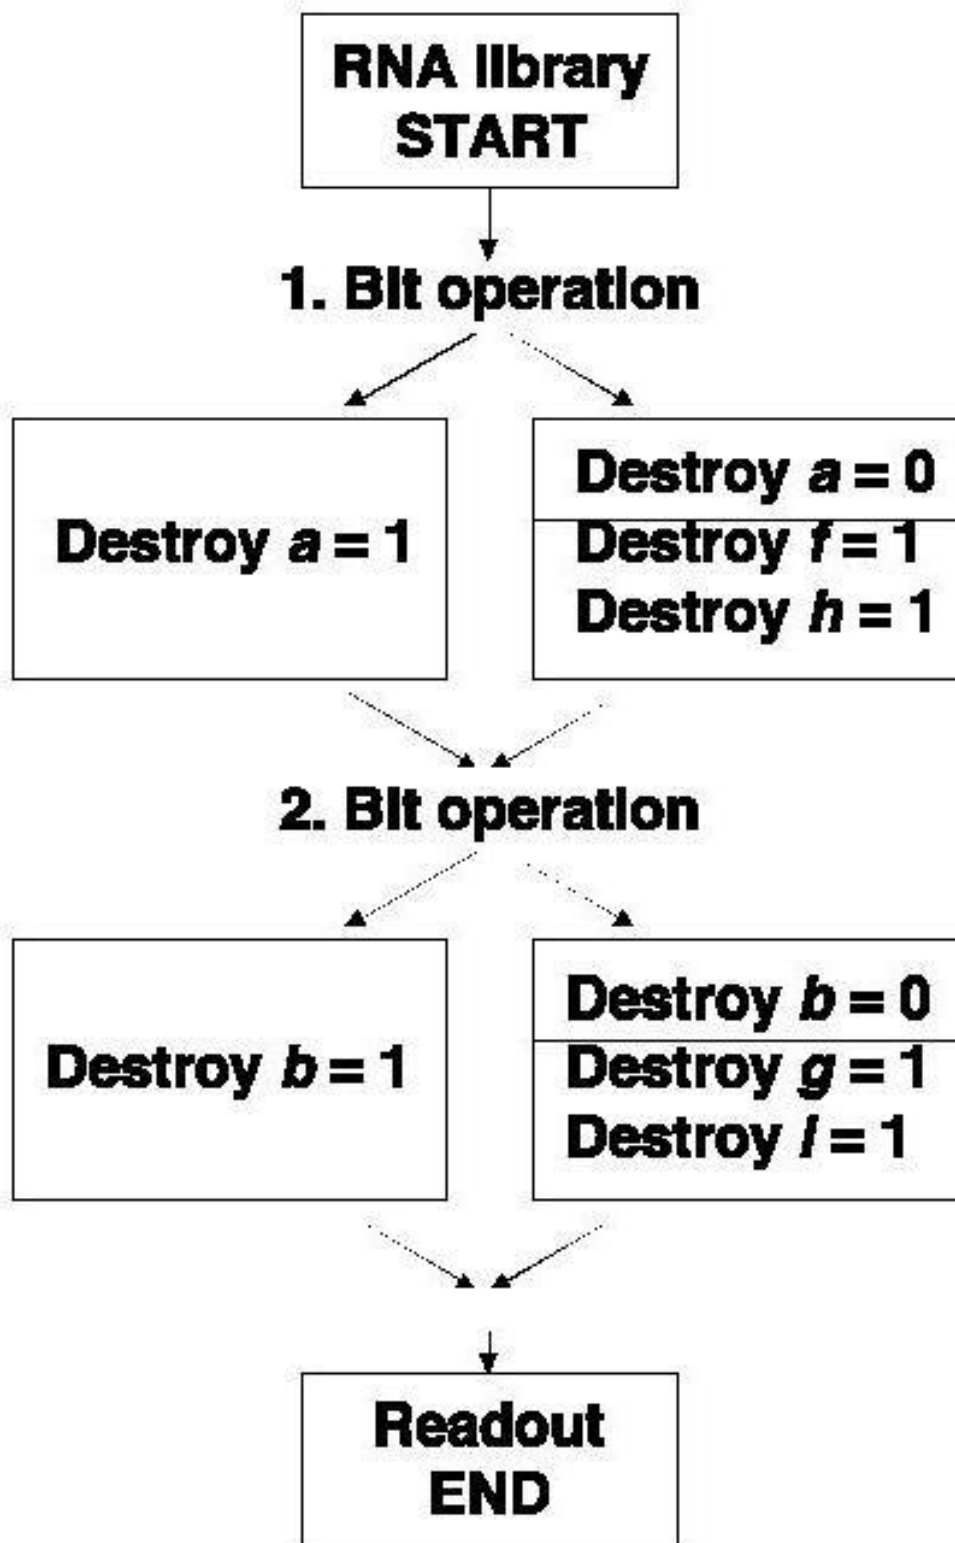 RNA library
START
1. Bit operation
Destroy a = 1
Destroy a = 0
Destroy f = 1
Destroy h = 1
2. Bit operation
Destroy b = 1
Destroy b = 0
Destroy g = 1
Destroy i = 1
Readout
END